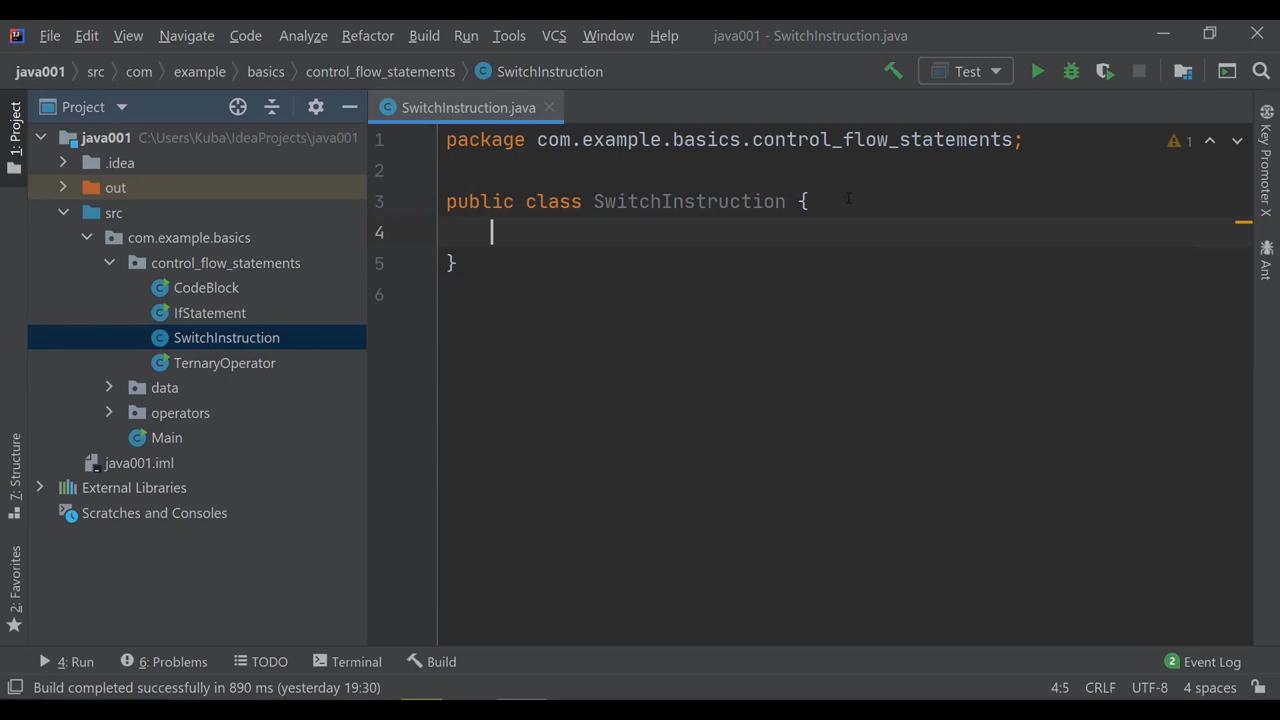 File Edit View Navigate Code Analyze Refactor Build Run Tools VCS Window Help java001 - SwitchInstruction.java
java001 src com example basics control_flow_statements SwitchInstruction Test
1: Project
Project
SwitchInstruction.java
java001 C:\Users\Kuba\IdeaProjects\java001
.idea
out
src
com.example.basics
control_flow_statements
CodeBlock
IfStatement
SwitchInstruction
TernaryOperator
data
operators
Main
java001.iml
External Libraries
Scratches and Consoles
7: Structure
2: Favorites
1 package com.example.basics.control_flow_statements;
2
3 public class SwitchInstruction {
4
5 }
6
1
Key Promoter X
Ant
4: Run 6: Problems TODO Terminal Build 2 Event Log
Build completed successfully in 890 ms (yesterday 19:30) 4:5 CRLF UTF-8 4 spaces